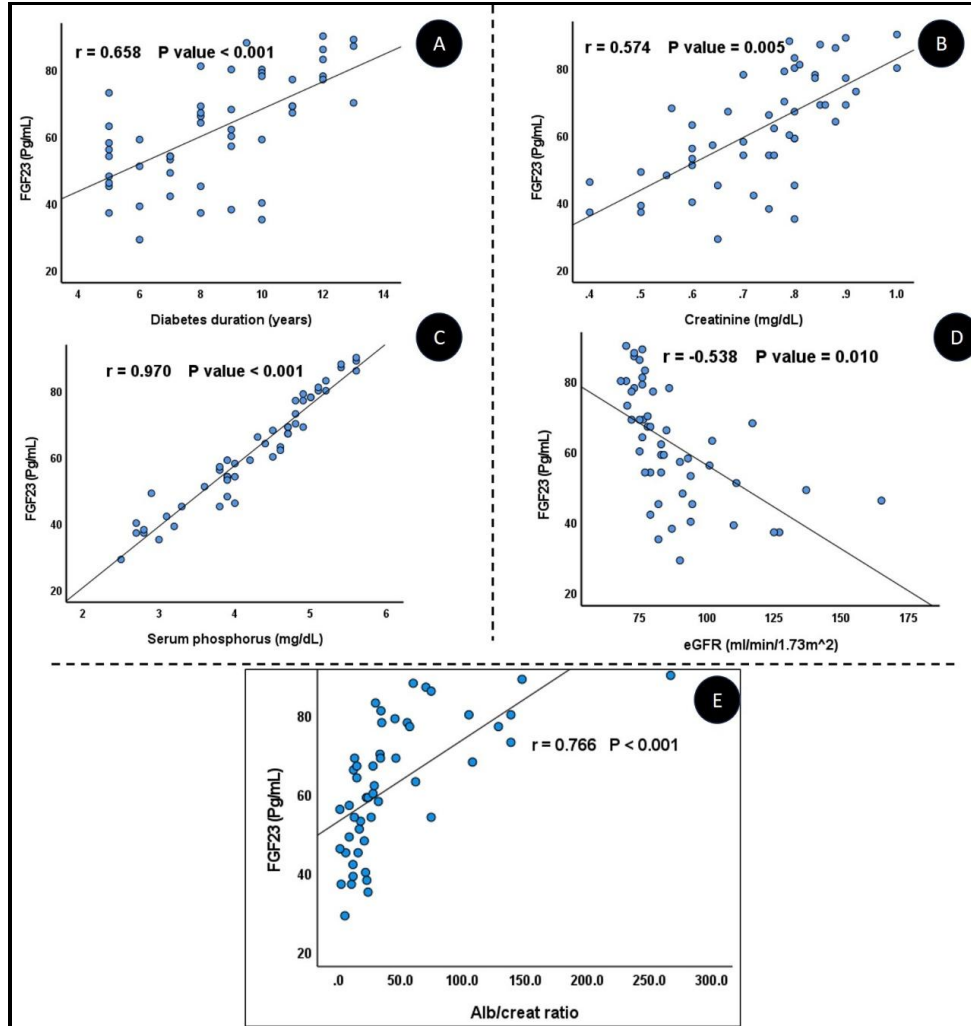 A
r = 0.658 P value < 0.001
FGF23 (Pg/mL)
80
60
40
20
4 6 8 10 12 14
Diabetes duration (years)
B
r = 0.574 P value = 0.005
FGF23 (Pg/mL)
80
60
40
20
.4 .5 .6 .7 .8 .9 1.0
Creatinine (mg/dL)
C
r = 0.970 P value < 0.001
FGF23 (Pg/mL)
80
60
40
20
2 3 4 5 6
Serum phosphorus (mg/dL)
D
r = -0.538 P value = 0.010
FGF23 (Pg/mL)
80
60
40
20
75 100 125 150 175
eGFR (ml/min/1.73m^2)
E
r = 0.766 P < 0.001
FGF23 (Pg/mL)
80
60
40
20
.0 50.0 100.0 150.0 200.0 250.0 300.0
Alb/creat ratio